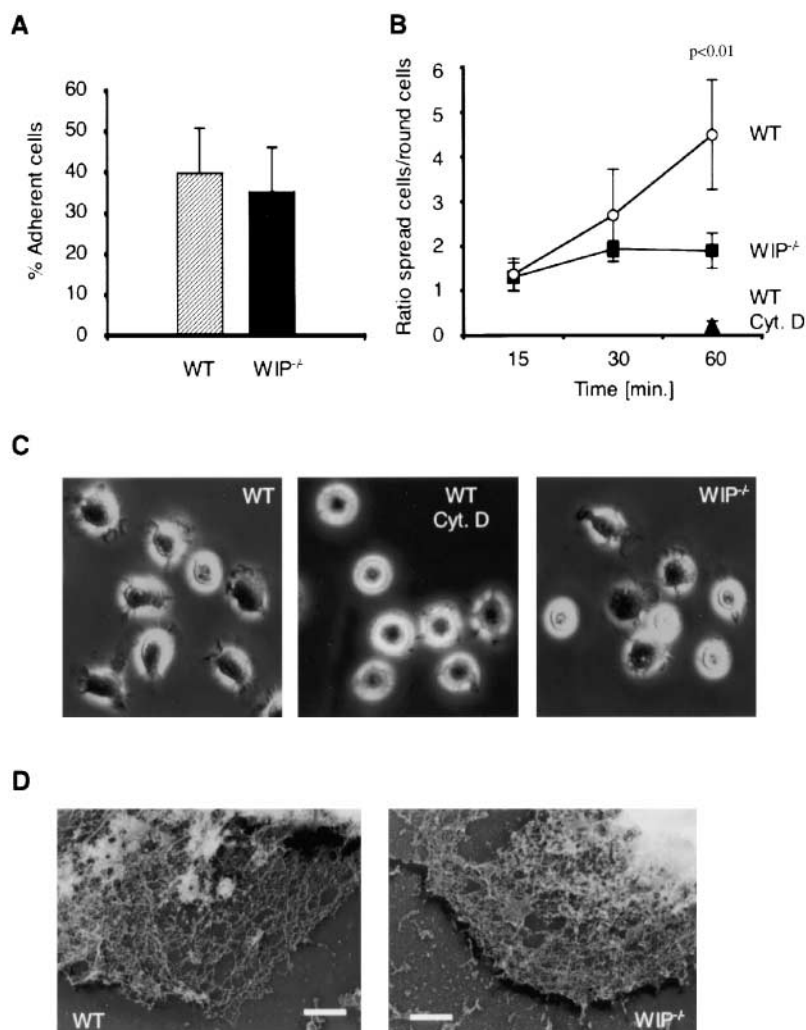 A
60
50
40
30
20
10
0
% Adherent cells
WT WIP-/-
B
p<0.01
6
5
4
3
2
1
0
Ratio spread cells/round cells
WT
WIP-/-
WT
Cyt. D
15 30 60
Time [min.]
C
WT
WT
Cyt. D
WIP-/-
D
WT
WIP-/-